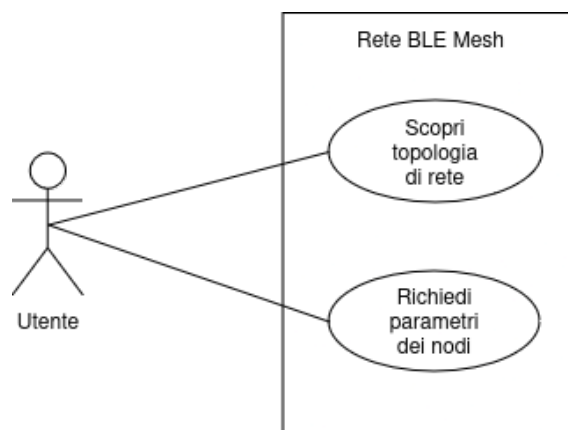 Rete BLE Mesh
Scopri
topologia
di rete
Utente
Richiedi
parametri
dei nodi